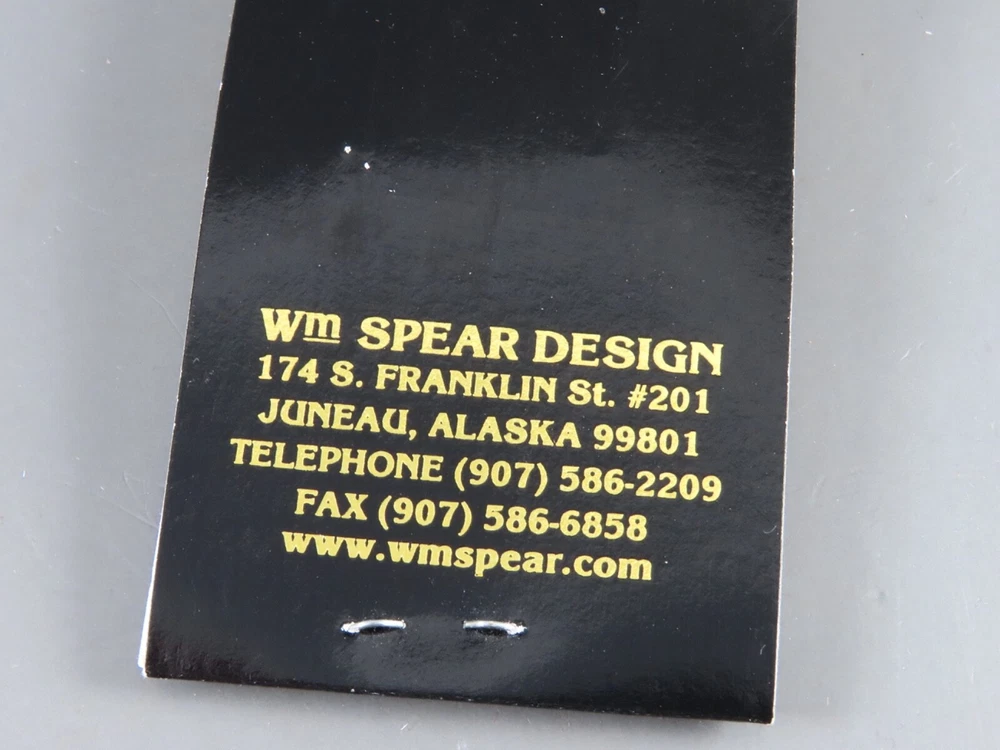 Wm SPEAR DESIGN
174 S. FRANKLIN St. #201
JUNEAU, ALASKA 99801
TELEPHONE (907) 586-2209
FAX (907) 586-6858
www.wmspear.com